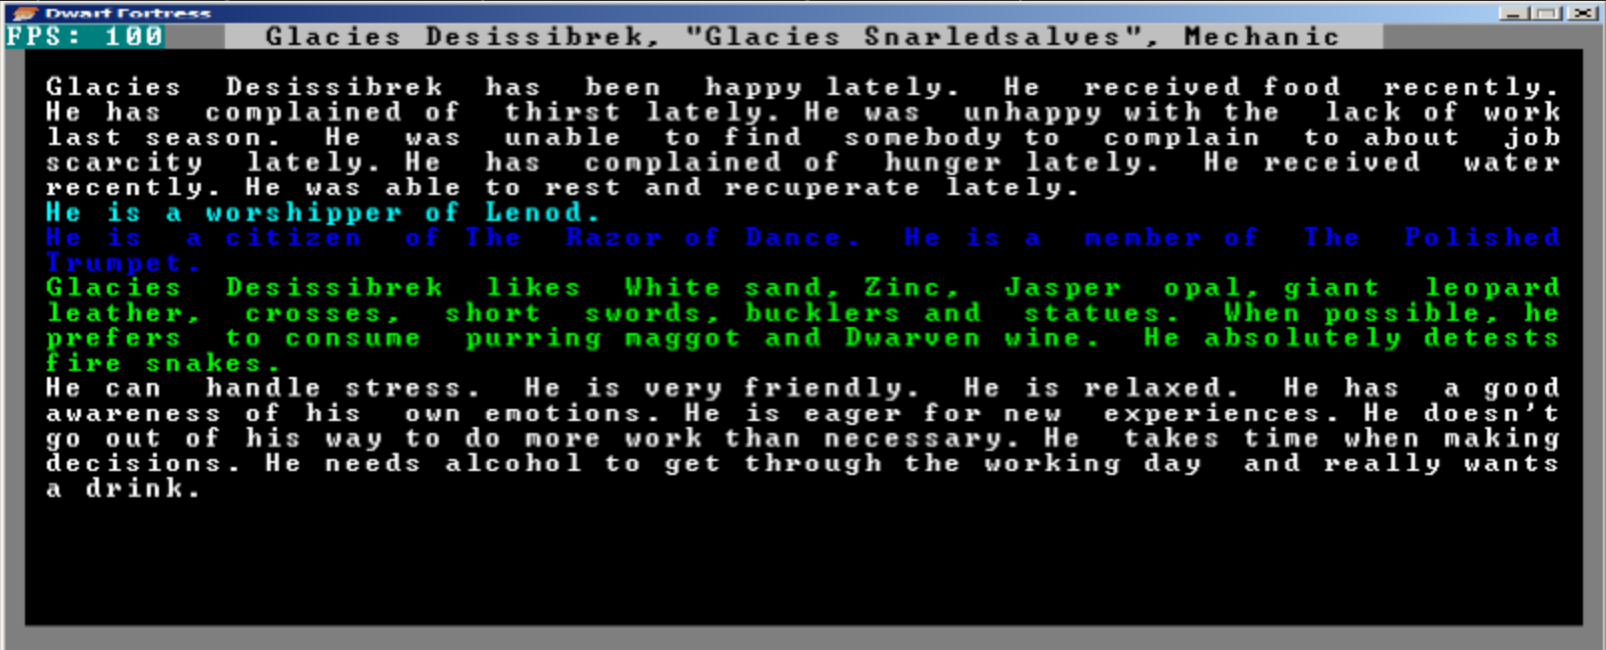 Dwarf Fortress
FPS: 100 Glacies Desissibrek, "Glacies Snarledsalves", Mechanic
Glacies Desissibrek has been happy lately. He received food recently.
He has complained of thirst lately. He was unhappy with the lack of work
last season. He was unable to find somebody to complain to about job
scarcity lately. He has complained of hunger lately. He received water
recently. He was able to rest and recuperate lately.
He is a worshipper of Lenod.
He is a citizen of The Razor of Dance. He is a member of The Polished
Trumpet.
Glacies Desissibrek likes White sand, Zinc, Jasper opal, giant leopard
leather, crosses, short swords, bucklers and statues. When possible, he
prefers to consume purring maggot and Dwarven wine. He absolutely detests
fire snakes.
He can handle stress. He is very friendly. He is relaxed. He has a good
awareness of his own emotions. He is eager for new experiences. He doesn't
go out of his way to do more work than necessary. He takes time when making
decisions. He needs alcohol to get through the working day and really wants
a drink.